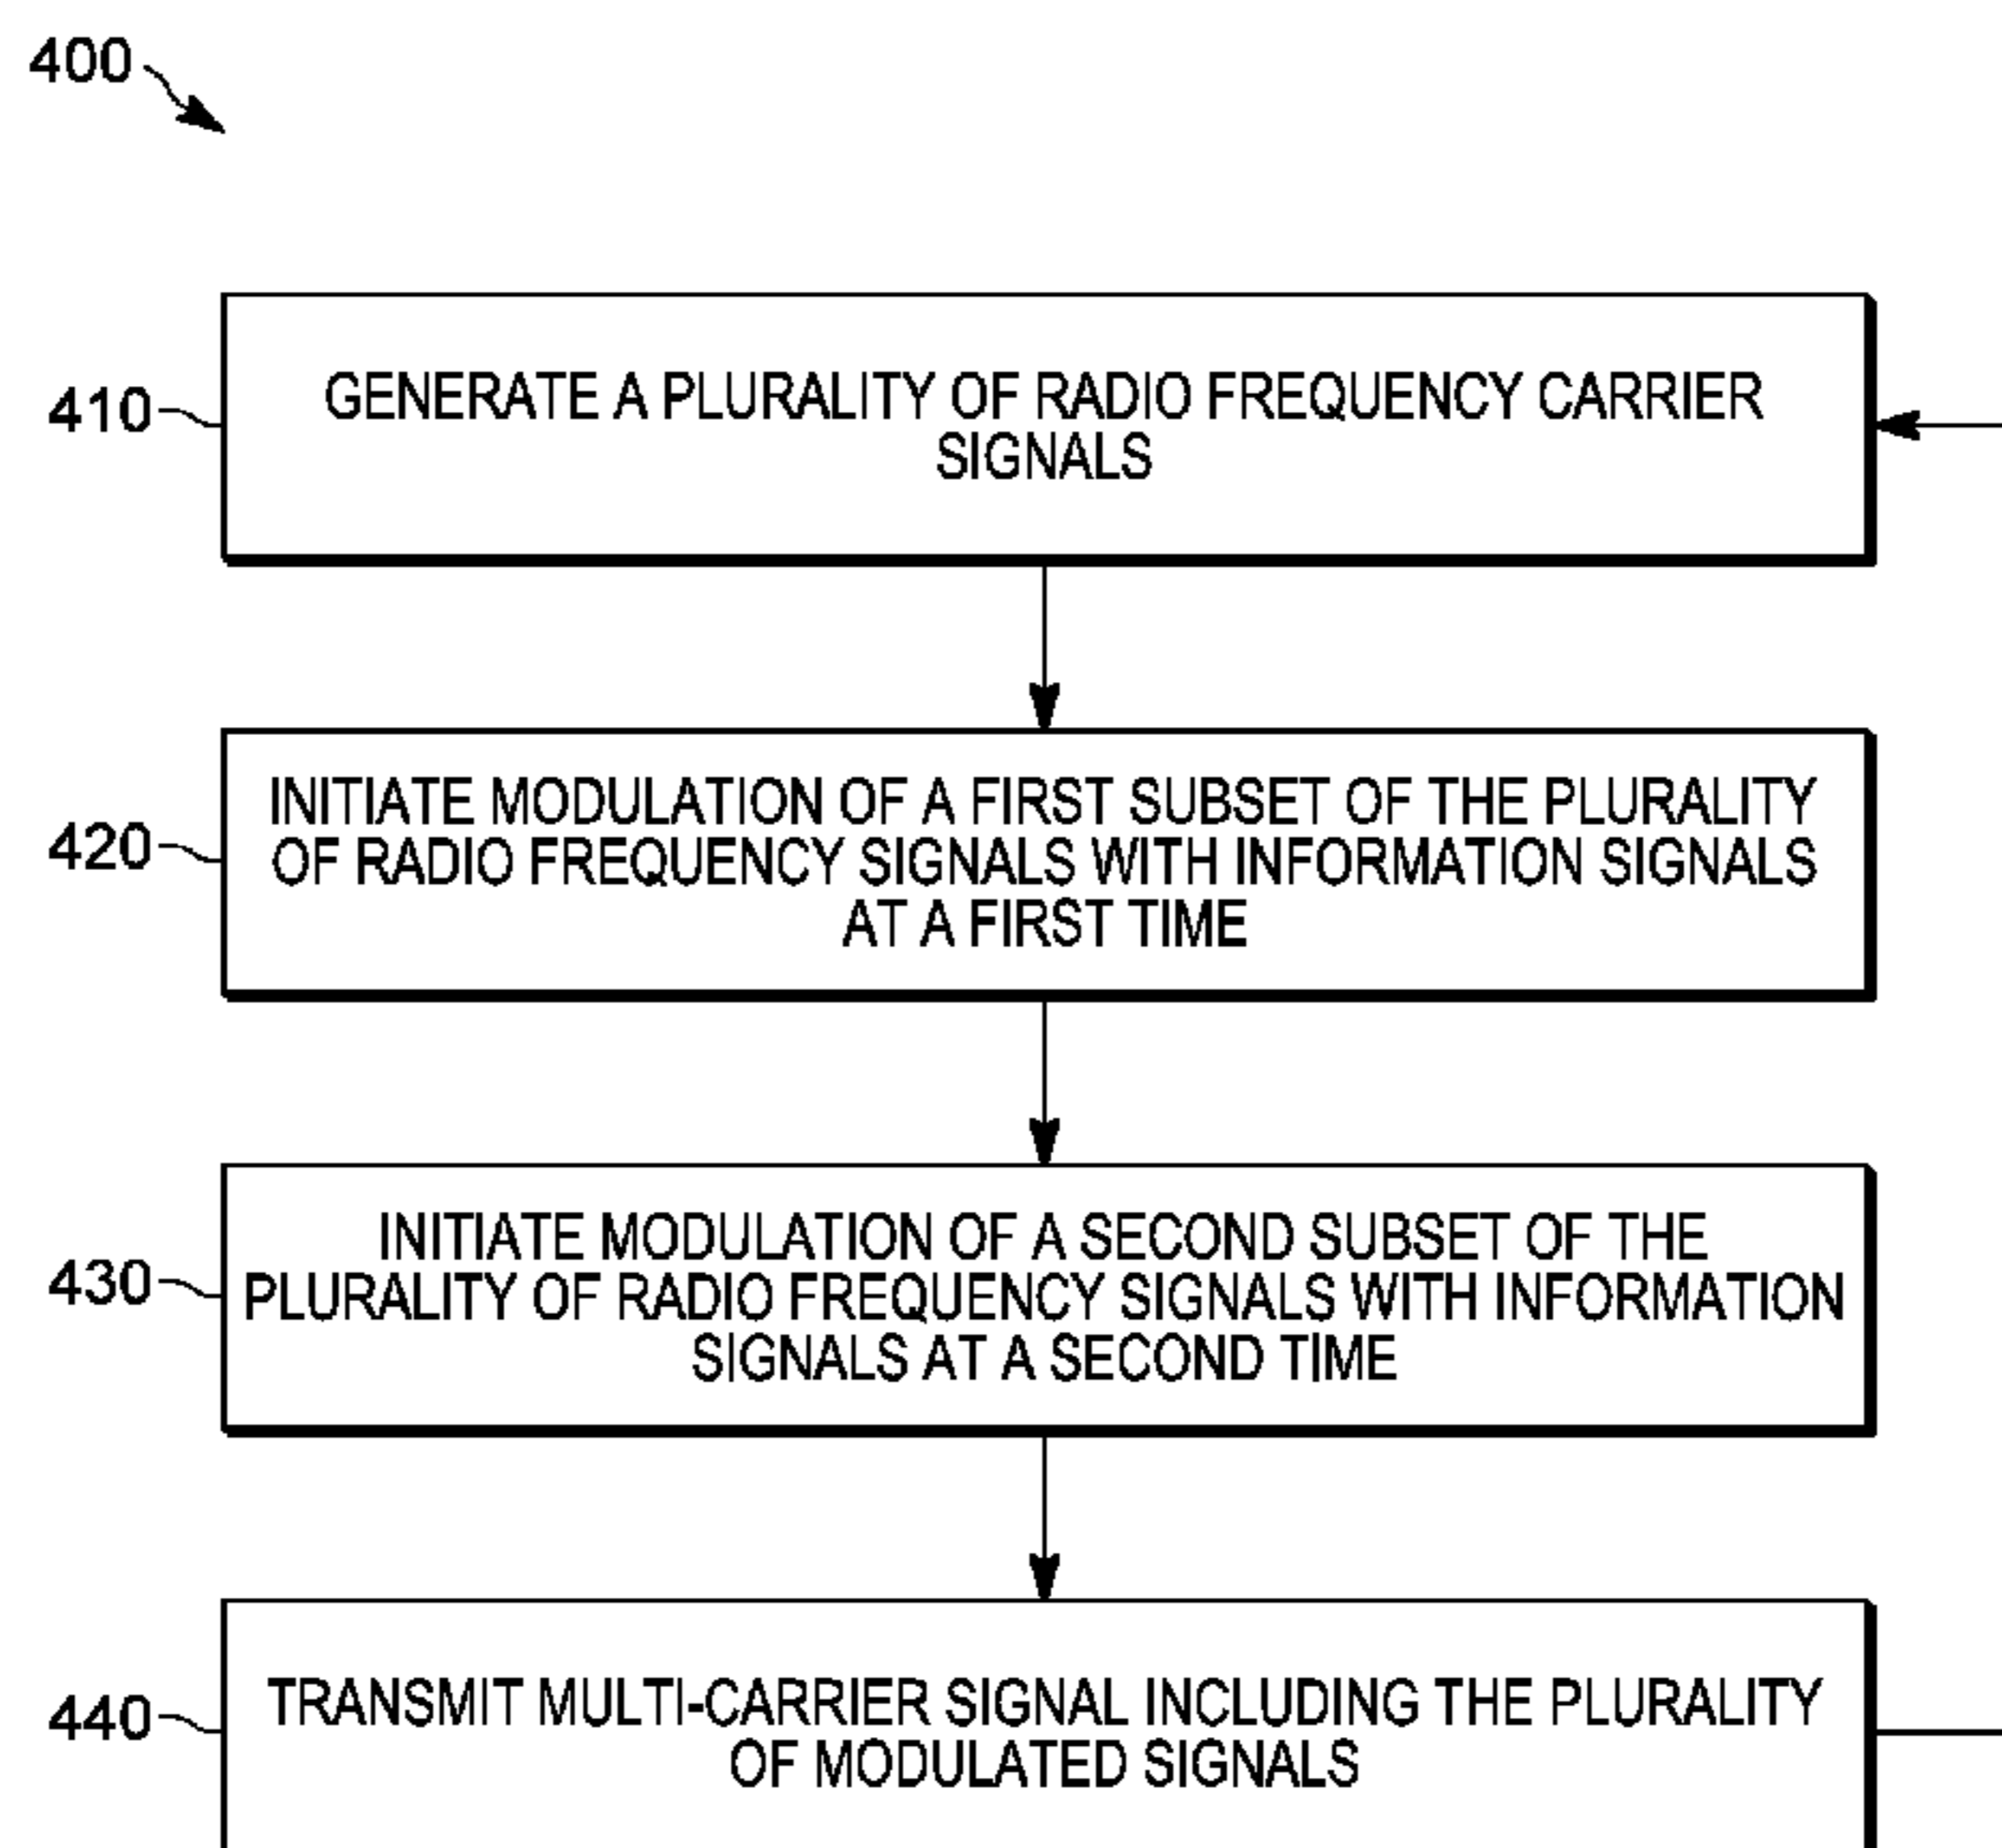 400
410
GENERATE A PLURALITY OF RADIO FREQUENCY CARRIER
SIGNALS
420
INITIATE MODULATION OF A FIRST SUBSET OF THE PLURALITY
OF RADIO FREQUENCY SIGNALS WITH INFORMATION SIGNALS
AT A FIRST TIME
430
INITIATE MODULATION OF A SECOND SUBSET OF THE
PLURALITY OF RADIO FREQUENCY SIGNALS WITH INFORMATION
SIGNALS AT A SECOND TIME
440
TRANSMIT MULTI-CARRIER SIGNAL INCLUDING THE PLURALITY
OF MODULATED SIGNALS